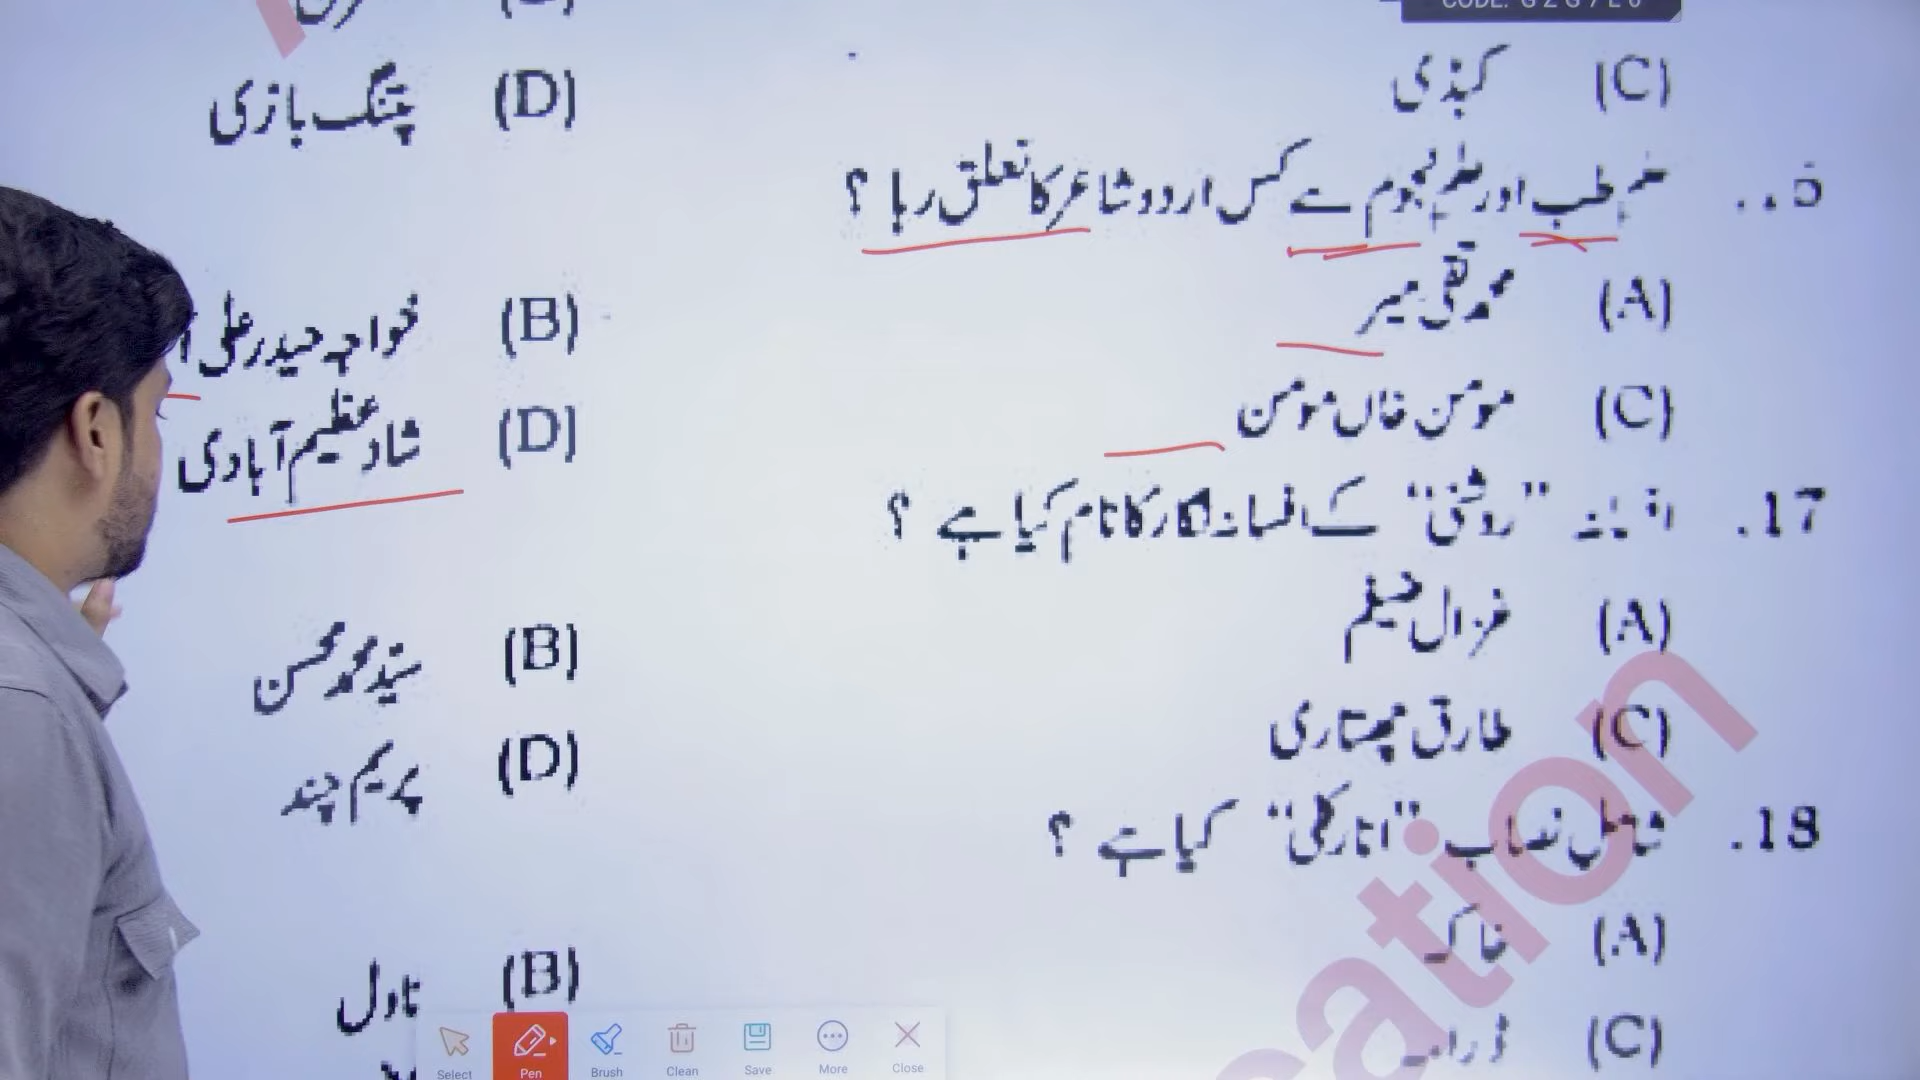 (C) کبڈی
(D) پتنگ بازی
طب اور علم نجوم سے کس اردو شاعر کا تعلق رہا ؟
(A) محمد تقی میر
(B) خواجہ حیدر علی
(C) مومن خاں مومن
(D) شاد عظیم آبادی
17. افسانہ "روشنی" کے افسانہ نگار کا نام کیا ہے ؟
(A) غزال ضیغم
(B) سیّد محمد محسن
(C) طارق چھتاری
(D) پریم چند
18. شامل نصاب "انارکلی" کیا ہے ؟
(A) خاکہ
(B) ناول
(C) ڈرامہ
Select Pen Brush Clean Save More Close